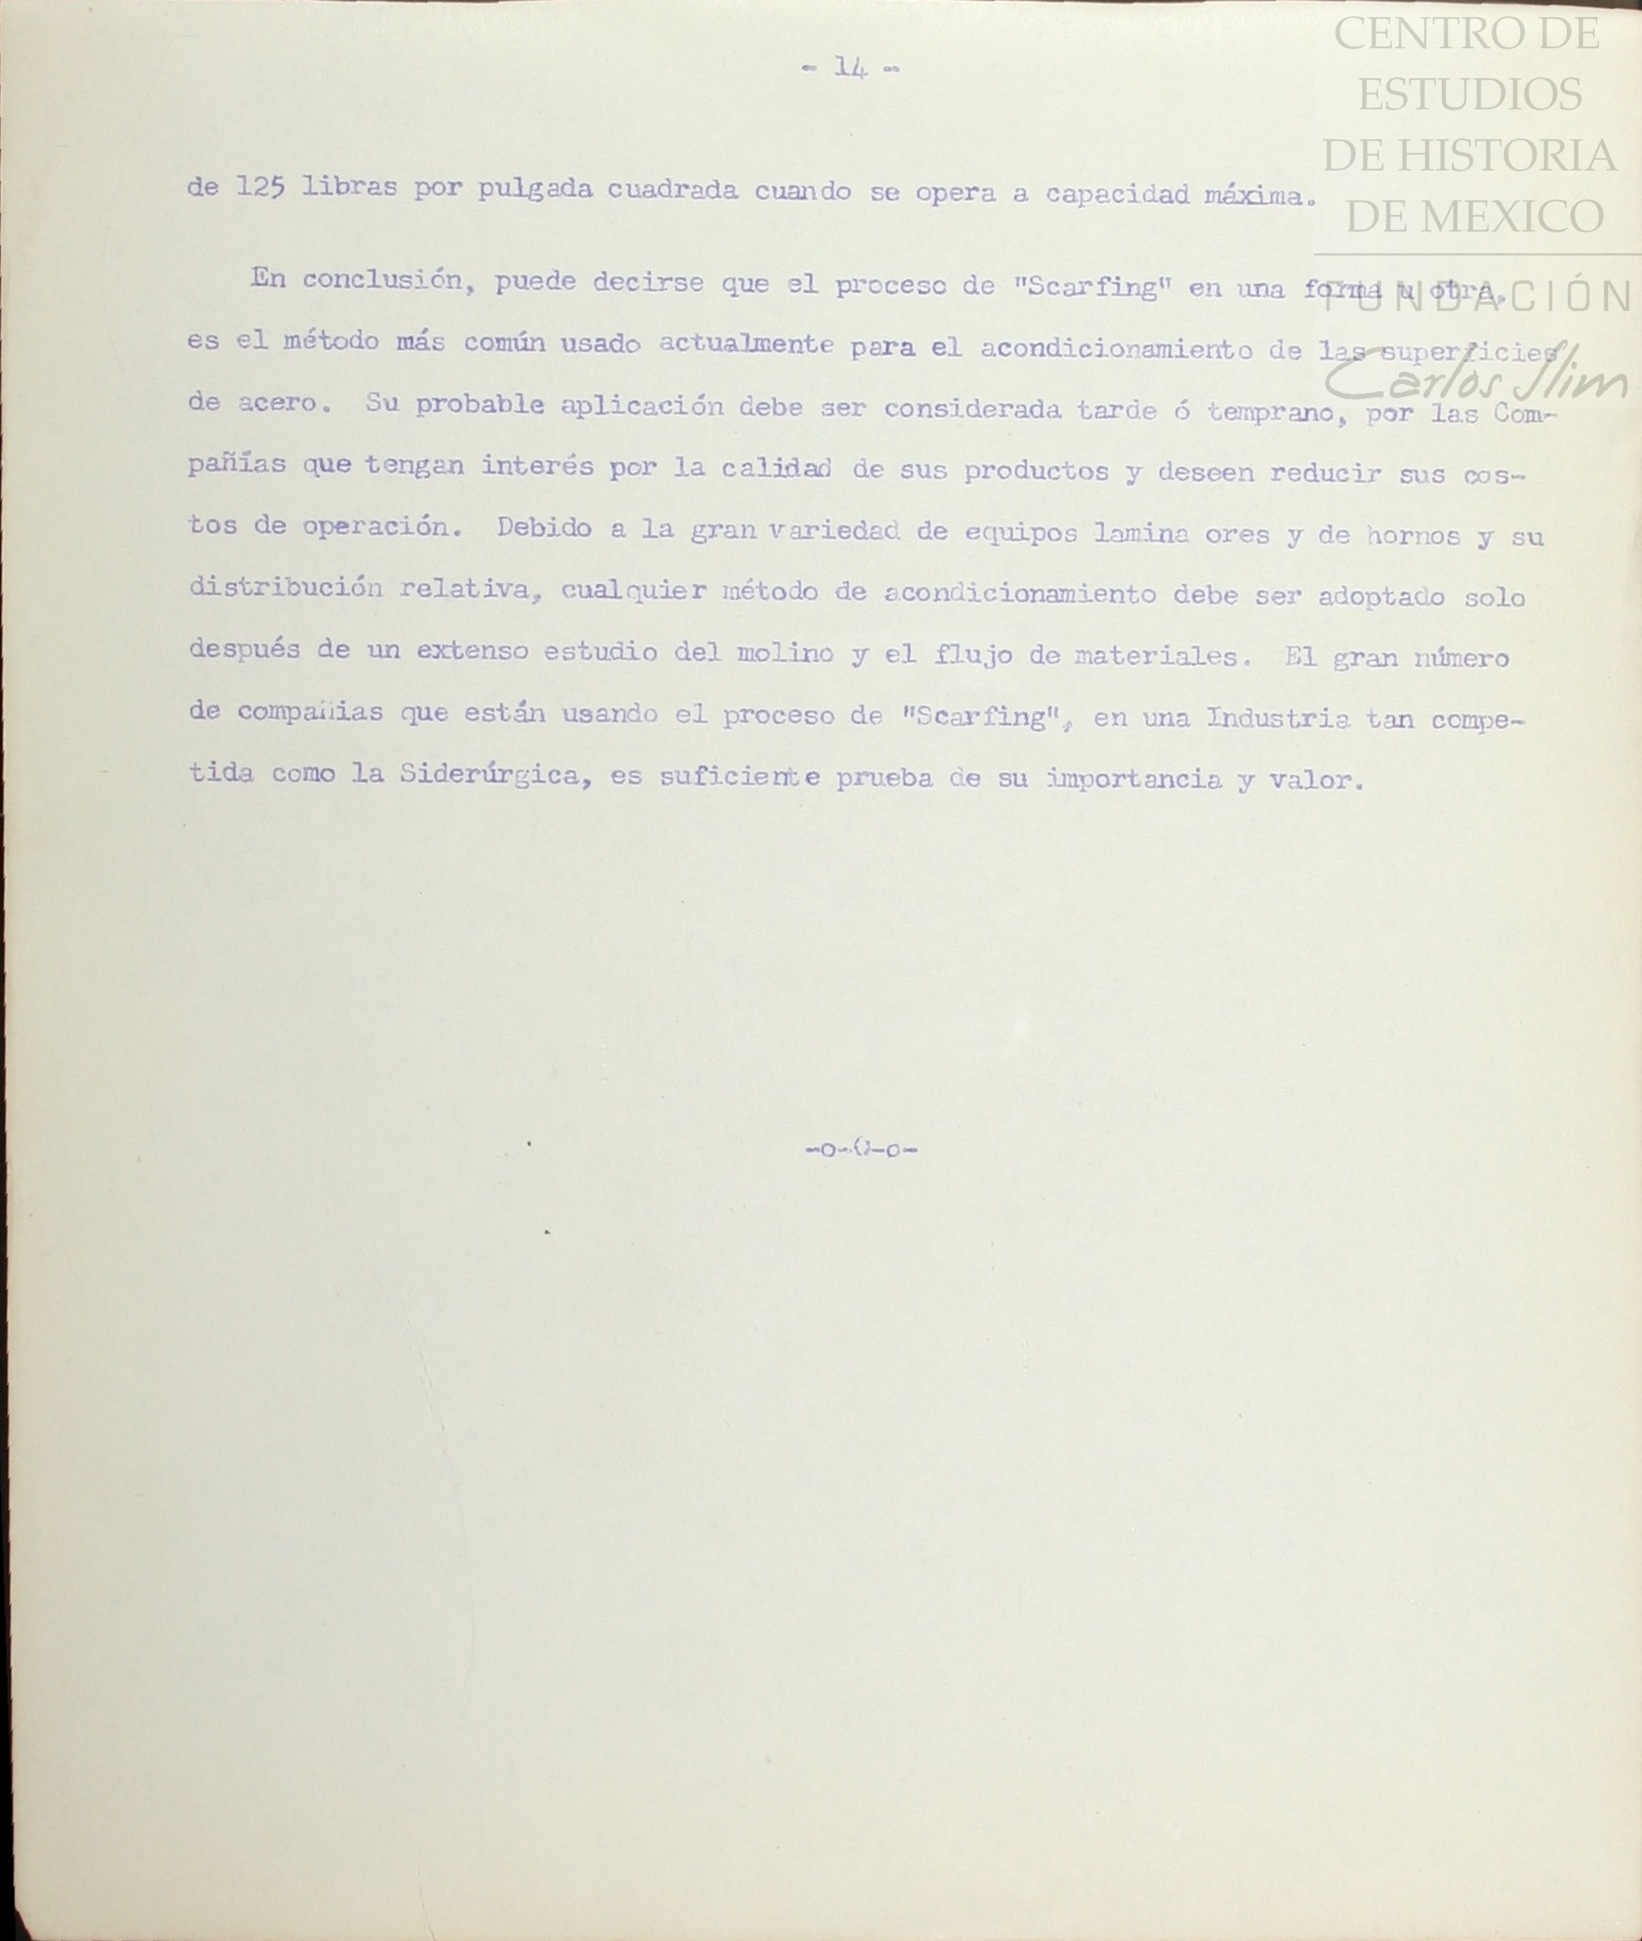 CENTRO DE
ESTUDIOS
DE HISTORIA
DE MEXICO
FUNDACIÓN
Carlos Slim
- 14 -
de 125 libras por pulgada cuadrada cuando se opera a capacidad máxima.
En conclusión, puede decirse que el proceso de "Scarfing" en una forma u otra,
es el método más común usado actualmente para el acondicionamiento de las superficies
de acero. Su probable aplicación debe ser considerada tarde ó temprano, por las Com-
pañías que tengan interés por la calidad de sus productos y deseen reducir sus cos-
tos de operación. Debido a la gran variedad de equipos lamina ores y de hornos y su
distribución relativa, cualquier método de acondicionamiento debe ser adoptado solo
después de un extenso estudio del molino y el flujo de materiales. El gran número
de compañias que están usando el proceso de "Scarfing", en una Industria tan compe-
tida como la Siderúrgica, es suficiente prueba de su importancia y valor.
-o-O-o-